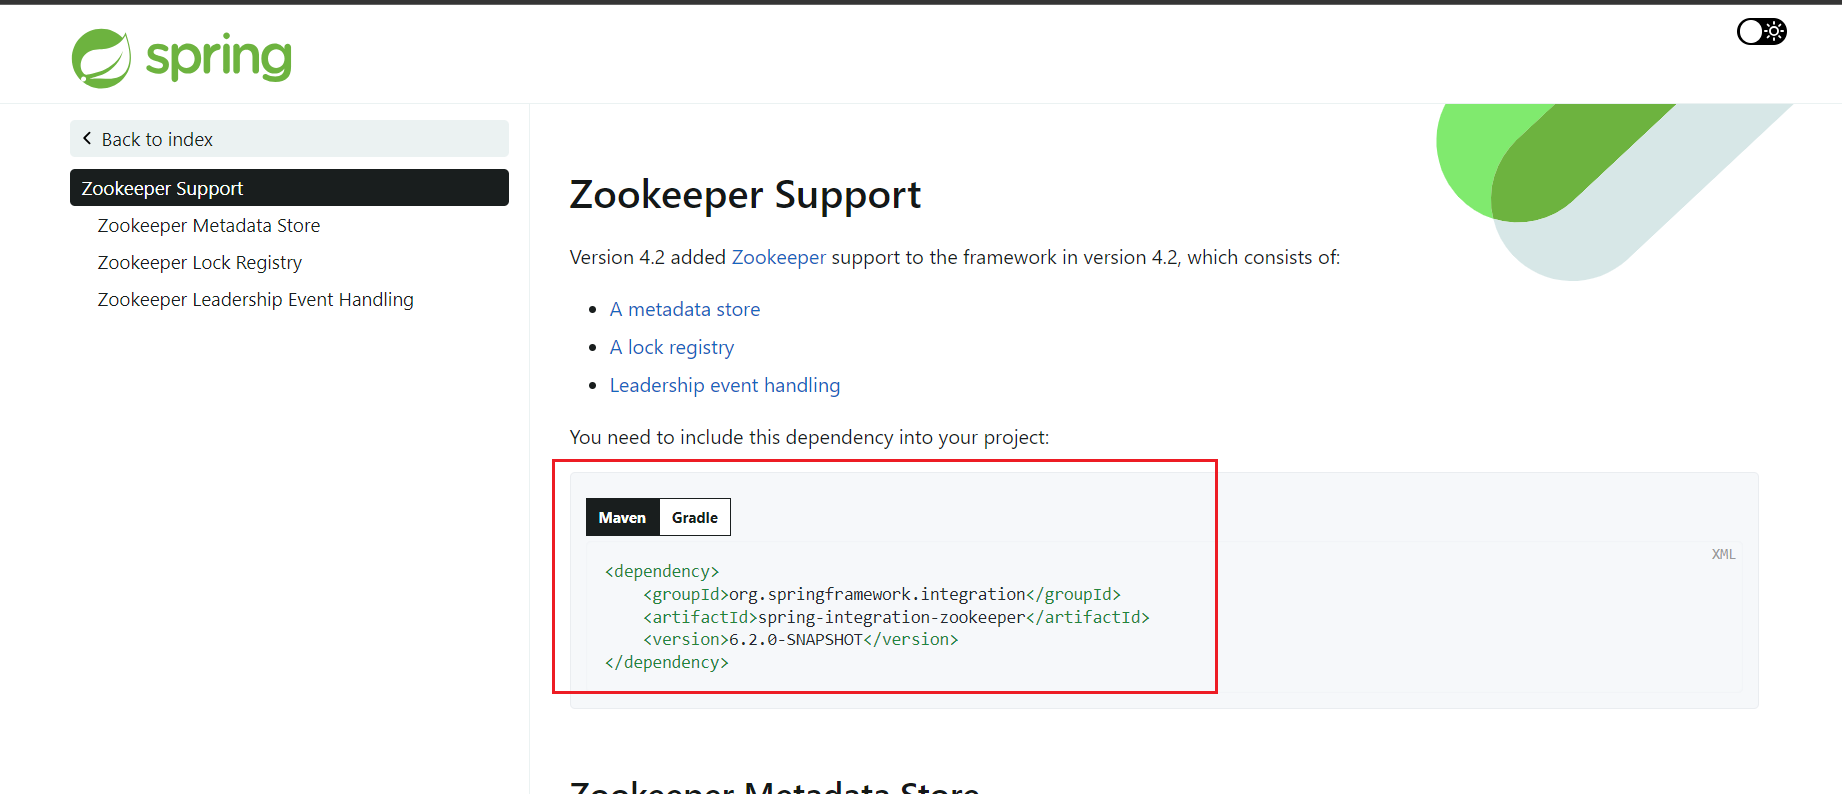 spring
Back to index
Zookeeper Support
Zookeeper Metadata Store
Zookeeper Lock Registry
Zookeeper Leadership Event Handling
Zookeeper Support
Version 4.2 added Zookeeper support to the framework in version 4.2, which consists of:
A metadata store
A lock registry
Leadership event handling
You need to include this dependency into your project:
Maven Gradle
XML
<dependency>
    <groupId>org.springframework.integration</groupId>
    <artifactId>spring-integration-zookeeper</artifactId>
    <version>6.2.0-SNAPSHOT</version>
</dependency>
Zookeeper Metadata Store